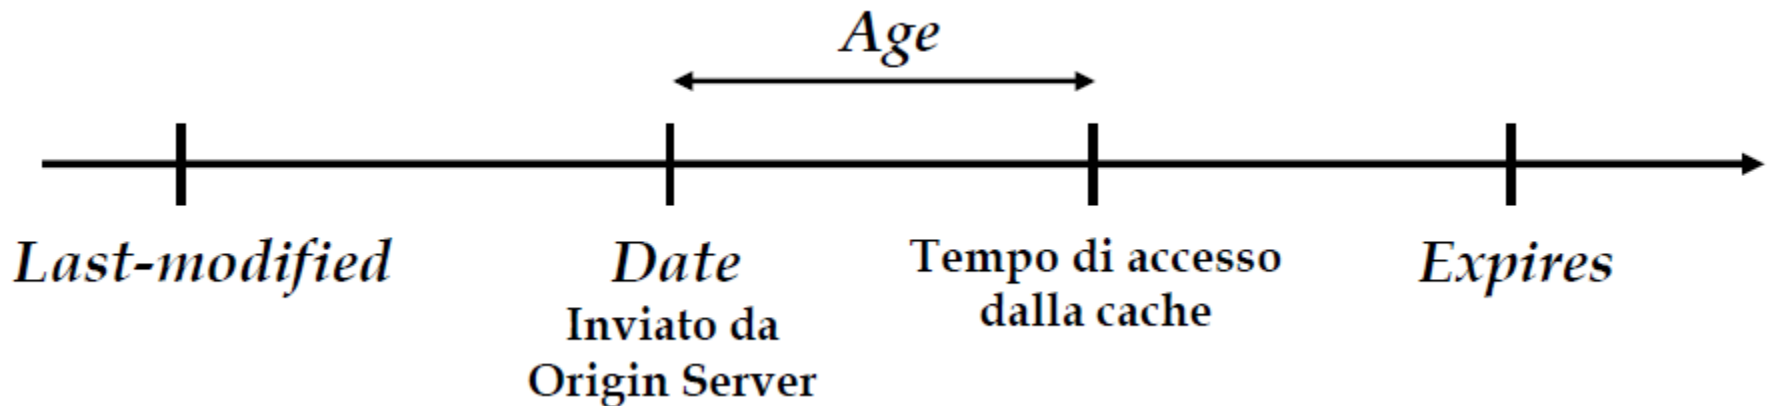 Age
Last-modified
Date
Inviato da
Origin Server
Tempo di accesso
dalla cache
Expires